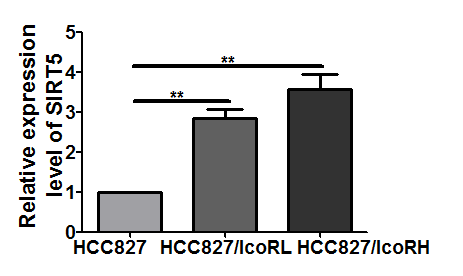 Relative expression
level of SIRT5
5
4
3
2
1
0
**
**
HCC827 HCC827/IcoRL HCC827/IcoRH